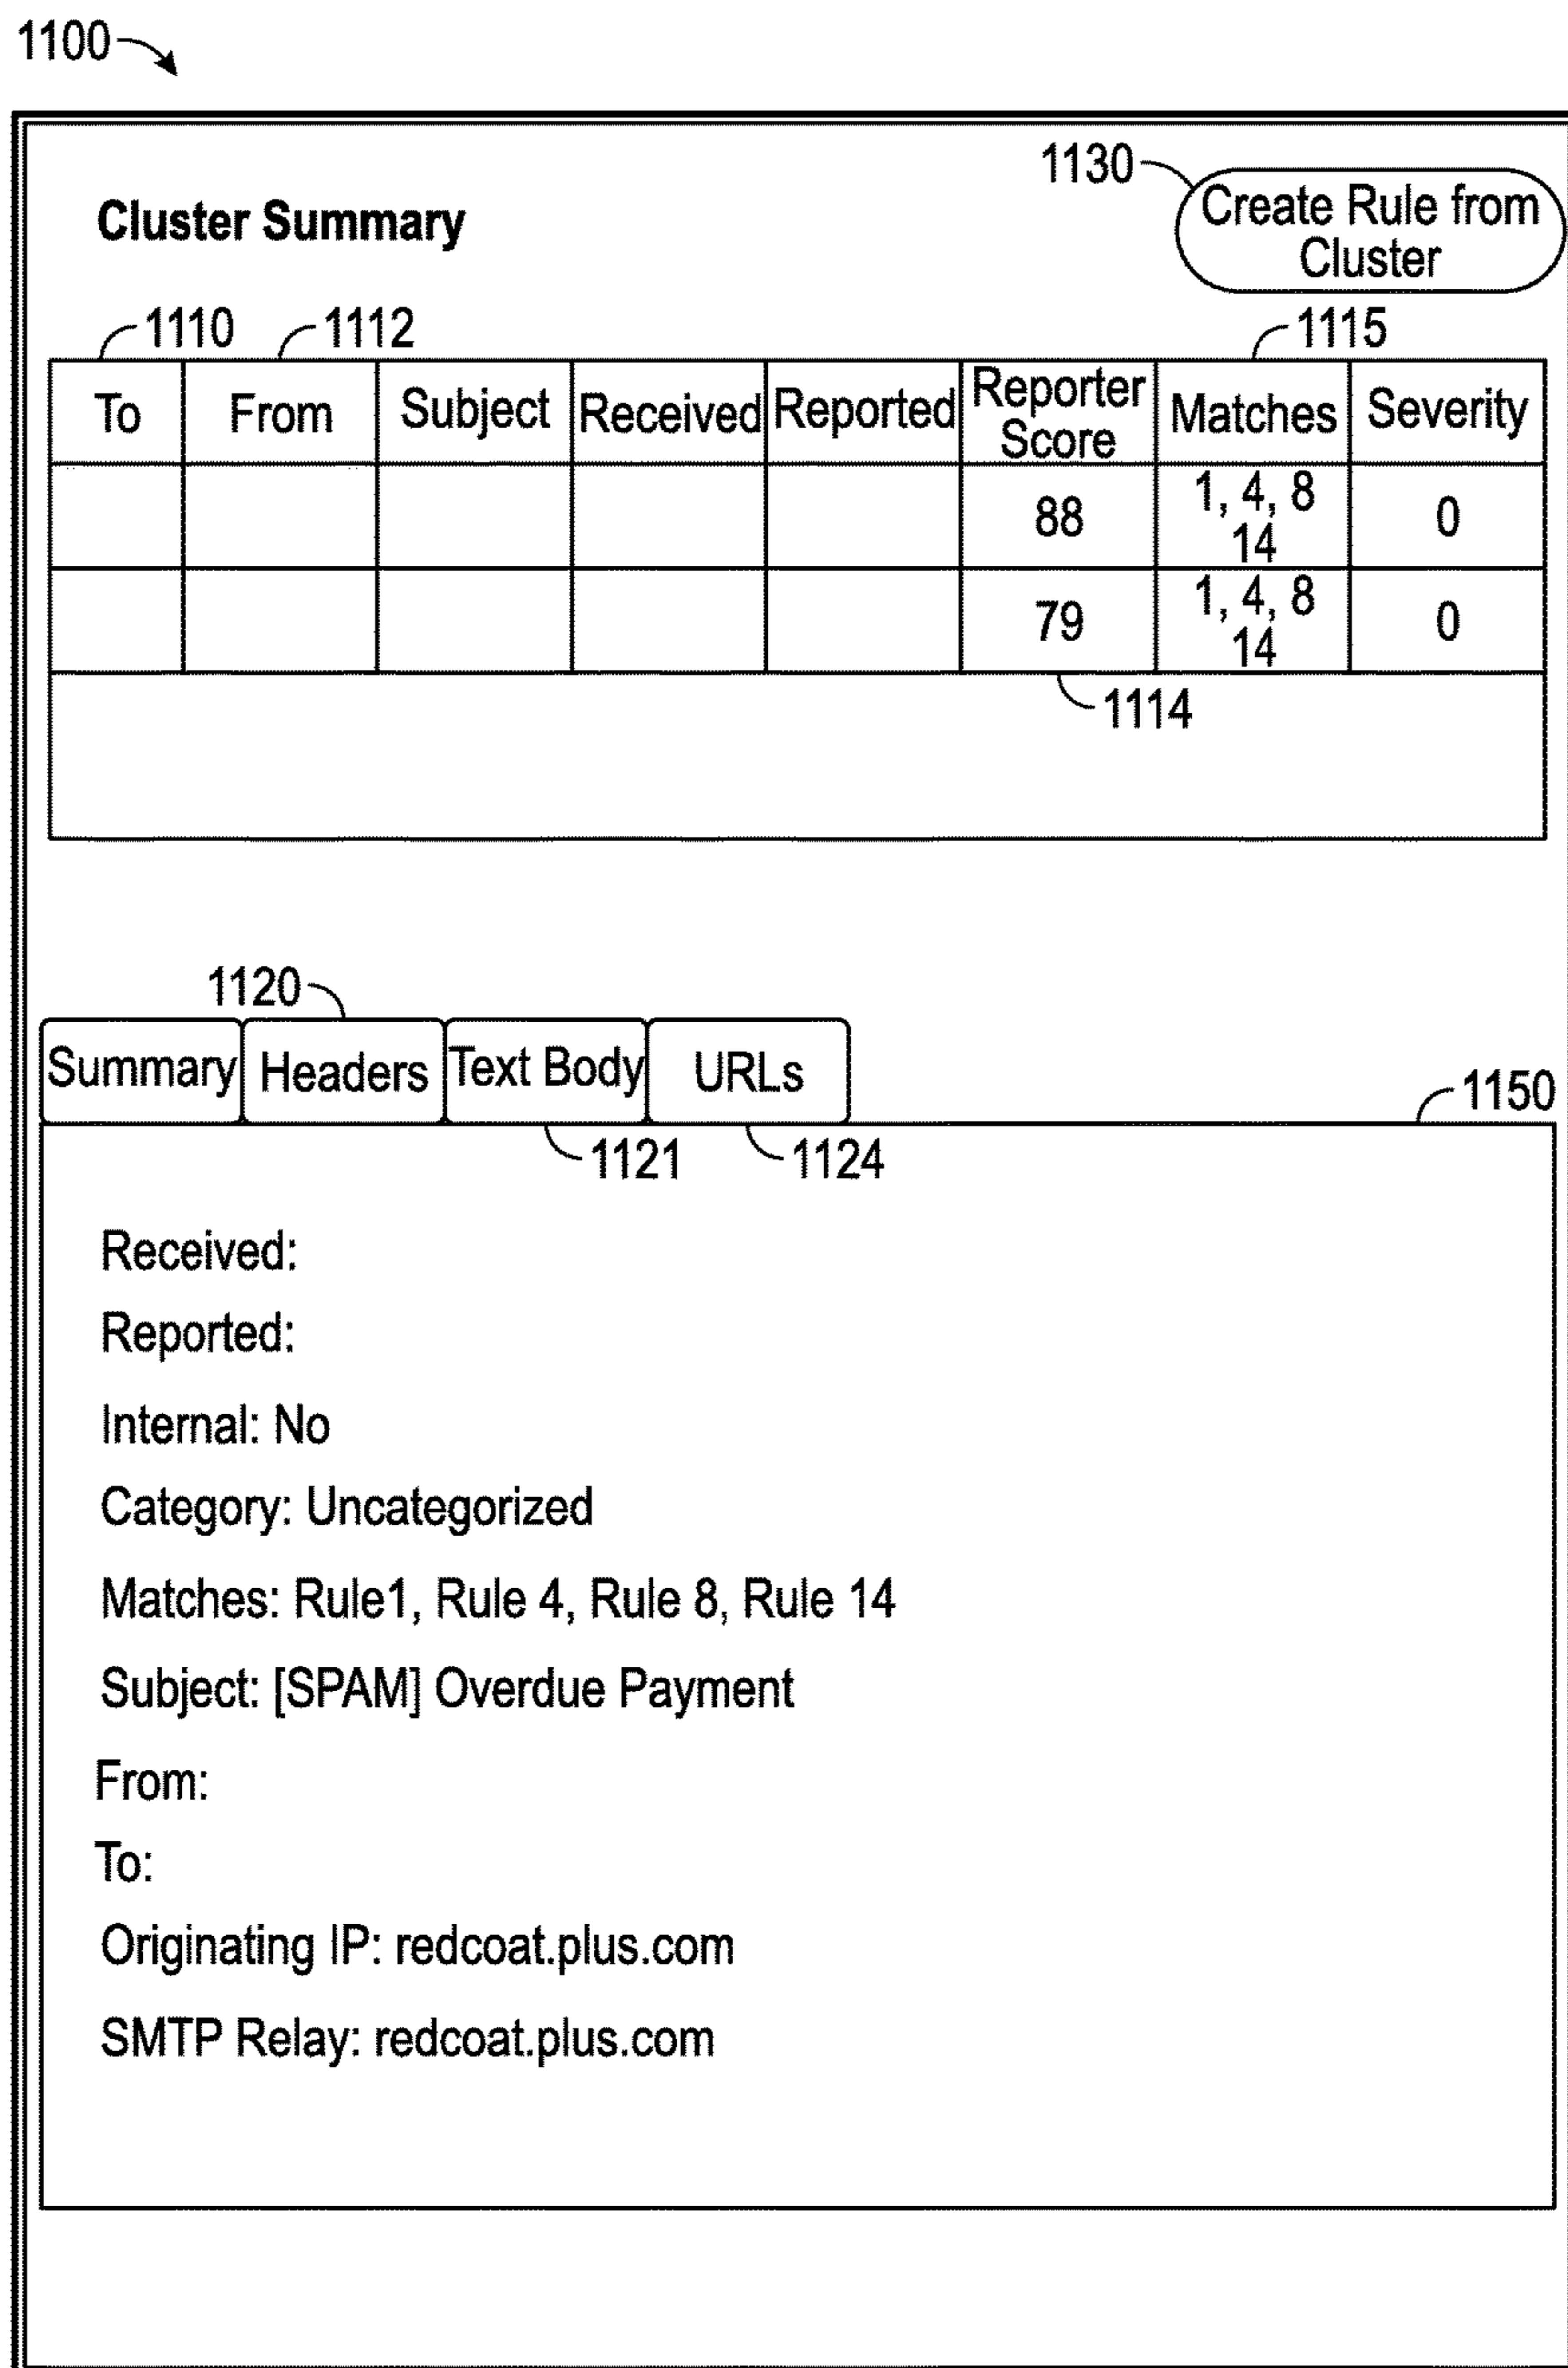 1100
1130
Create Rule from
Cluster
Cluster Summary
1110
1112
1115
To From Subject Received Reported Reporter Score Matches Severity
88 1, 4, 8 14 0
79 1, 4, 8 14 0
1114
1120
Summary Headers Text Body URLs
1150
1121
1124
Received:
Reported:
Internal: No
Category: Uncategorized
Matches: Rule1, Rule 4, Rule 8, Rule 14
Subject: [SPAM] Overdue Payment
From:
To:
Originating IP: redcoat.plus.com
SMTP Relay: redcoat.plus.com